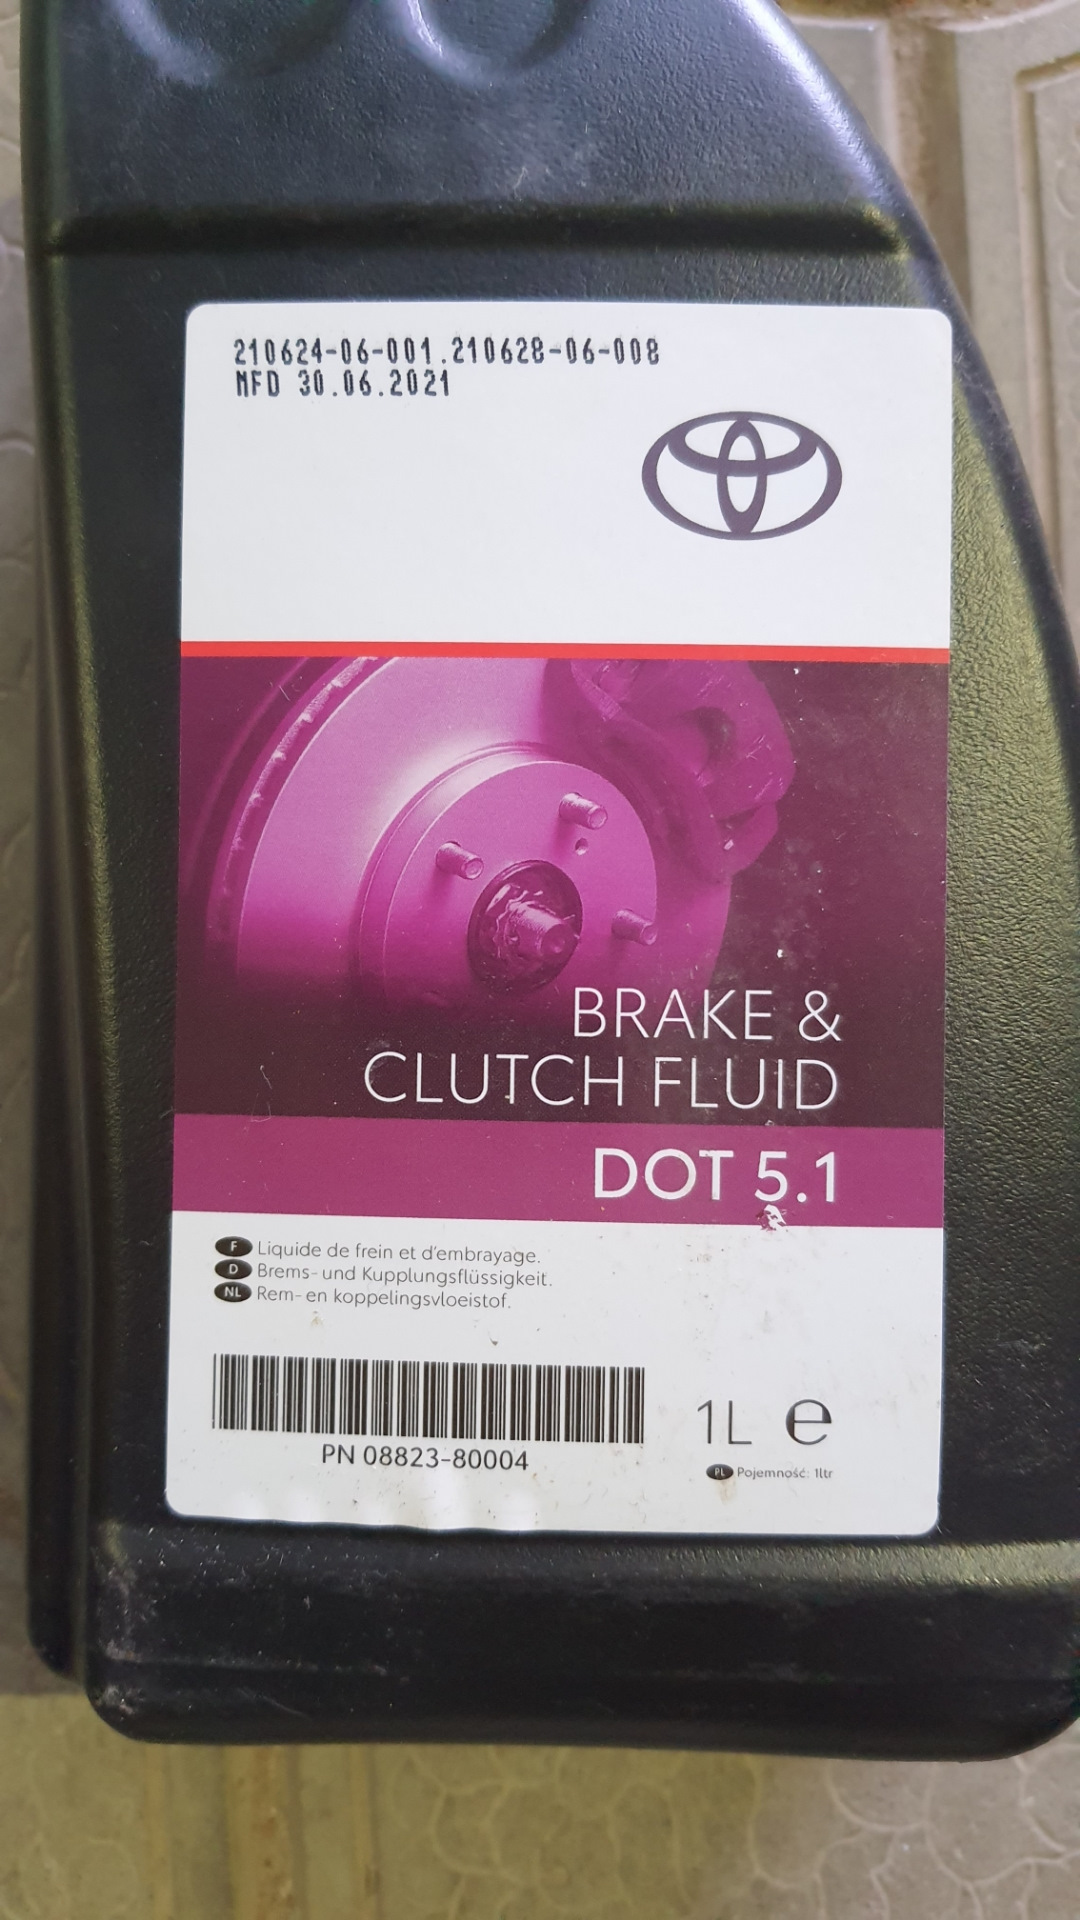 210624-06-001.210628-06-008
MFD 30.06.2021
BRAKE &
CLUTCH FLUID
DOT 5.1
F Liquide de frein et d'embrayage.
D Brems- und Kupplungsflüssigkeit.
NL Rem- en koppelingsvloeistof.
PN 08823-80004
1L e
PL Pojemność: 1ltr